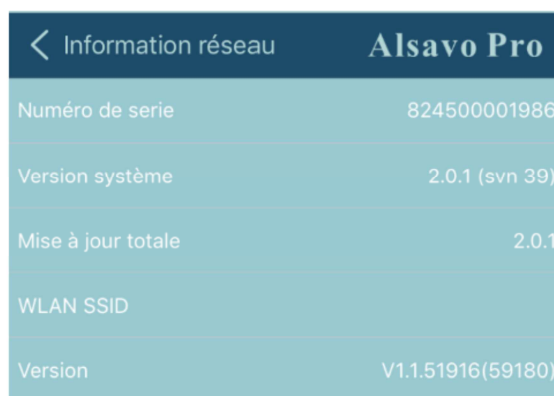 Information réseau Alsavo Pro
Numéro de serie 824500001986
Version système 2.0.1 (svn 39)
Mise à jour totale 2.0.1
WLAN SSID
Version V1.1.51916(59180)